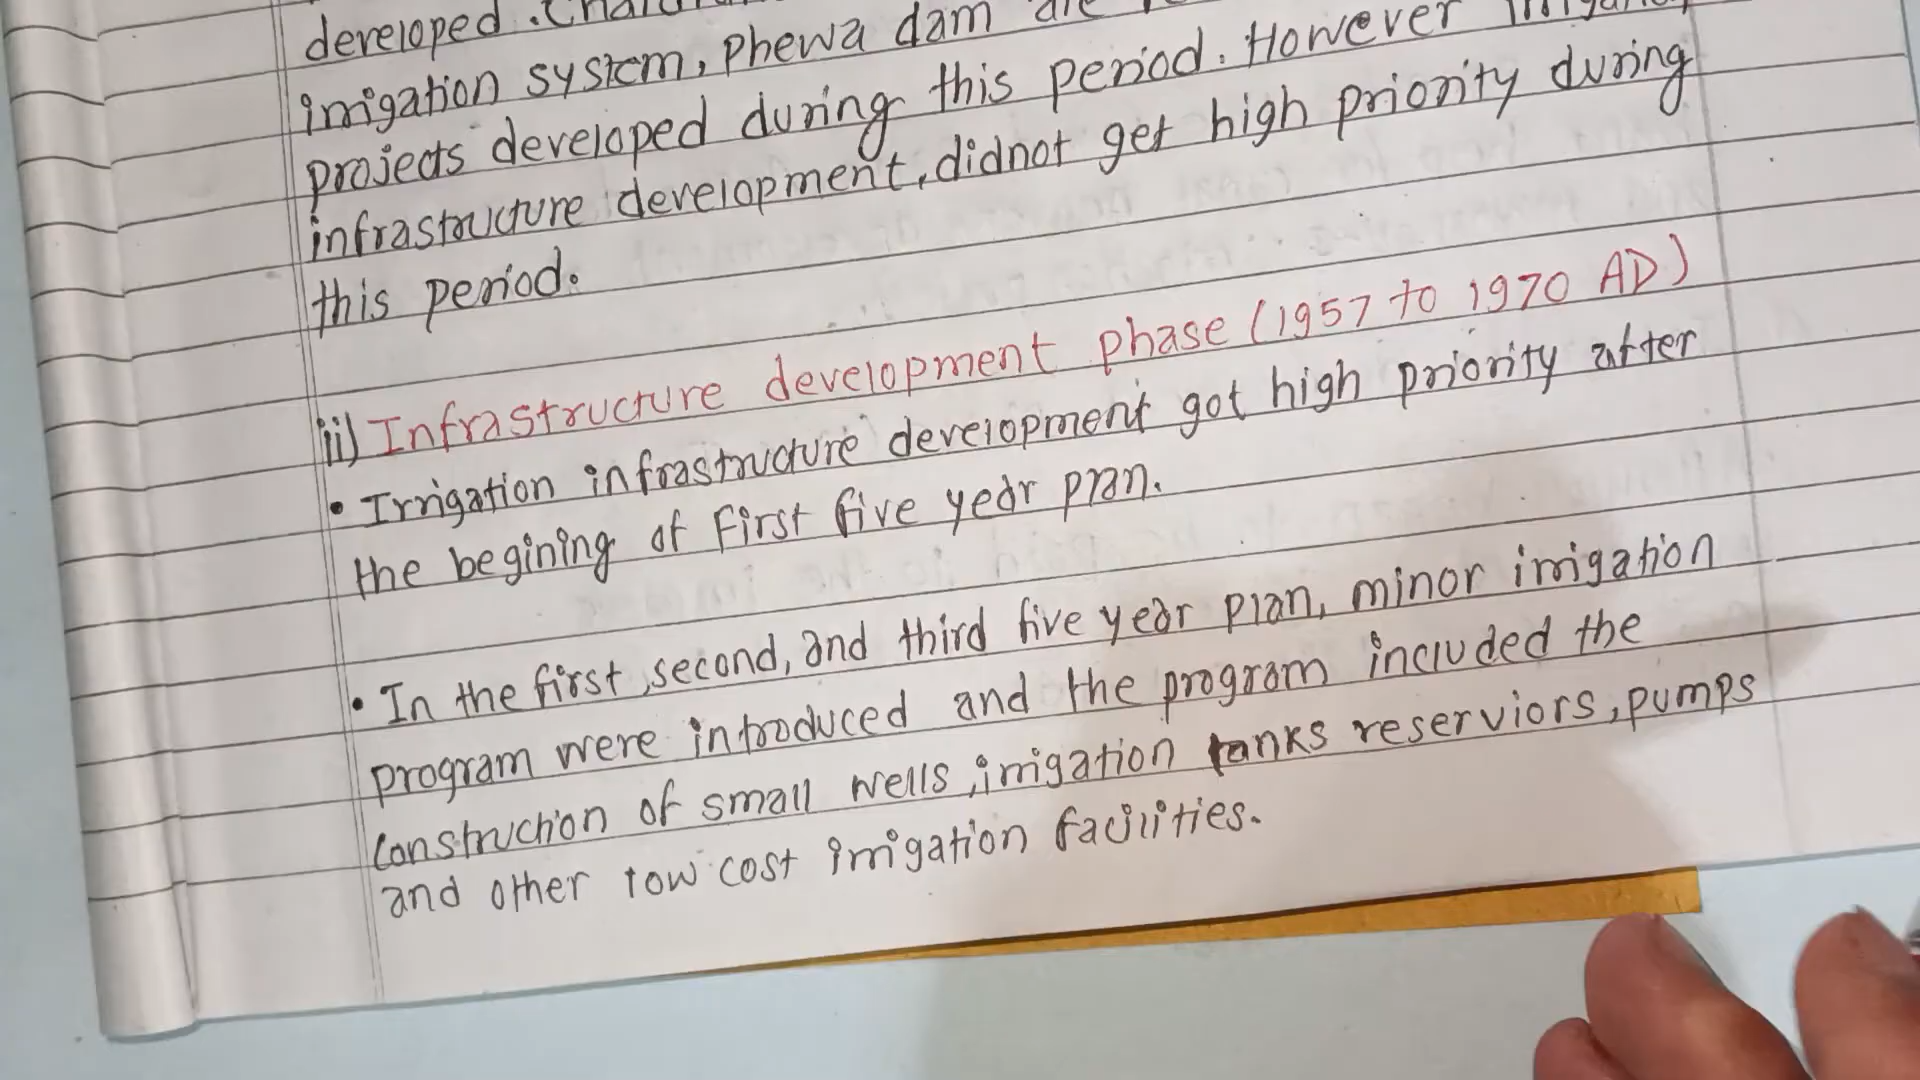 developed.
irrigation system, phewa dam are
projects developed during this period. However irrigation
infrastructure development, didnot get high priority during
this period.
ii) Infrastructure development phase (1957 to 1970 AD)
• Irrigation infrastructure development got high priority after
the begining of First five year plan.
• In the first, second, and third five year plan, minor irrigation
program were introduced and the program included the
construction of small wells, irrigation tanks reserviors, pumps
and other low cost irrigation facilities.